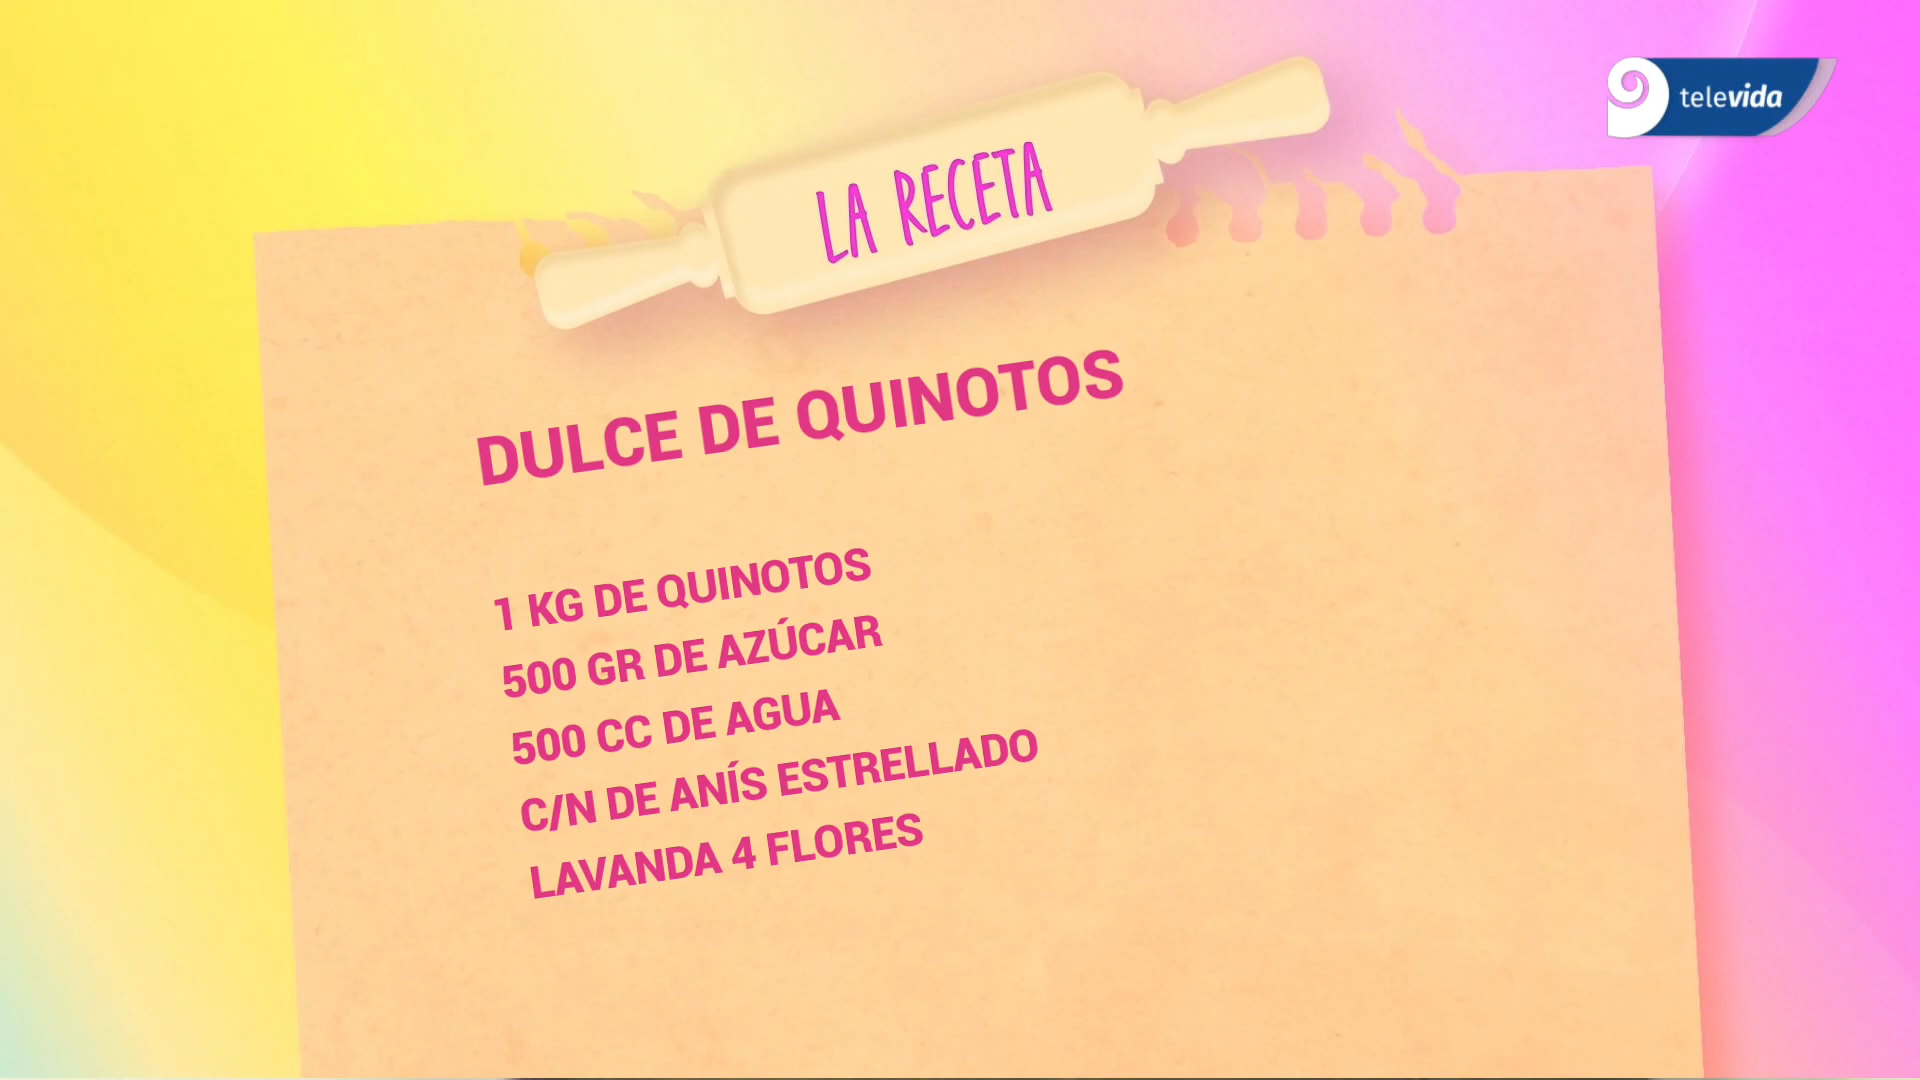 televida
LA RECETA
DULCE DE QUINOTOS
1 KG DE QUINOTOS
500 GR DE AZÚCAR
500 CC DE AGUA
C/N DE ANÍS ESTRELLADO
LAVANDA 4 FLORES